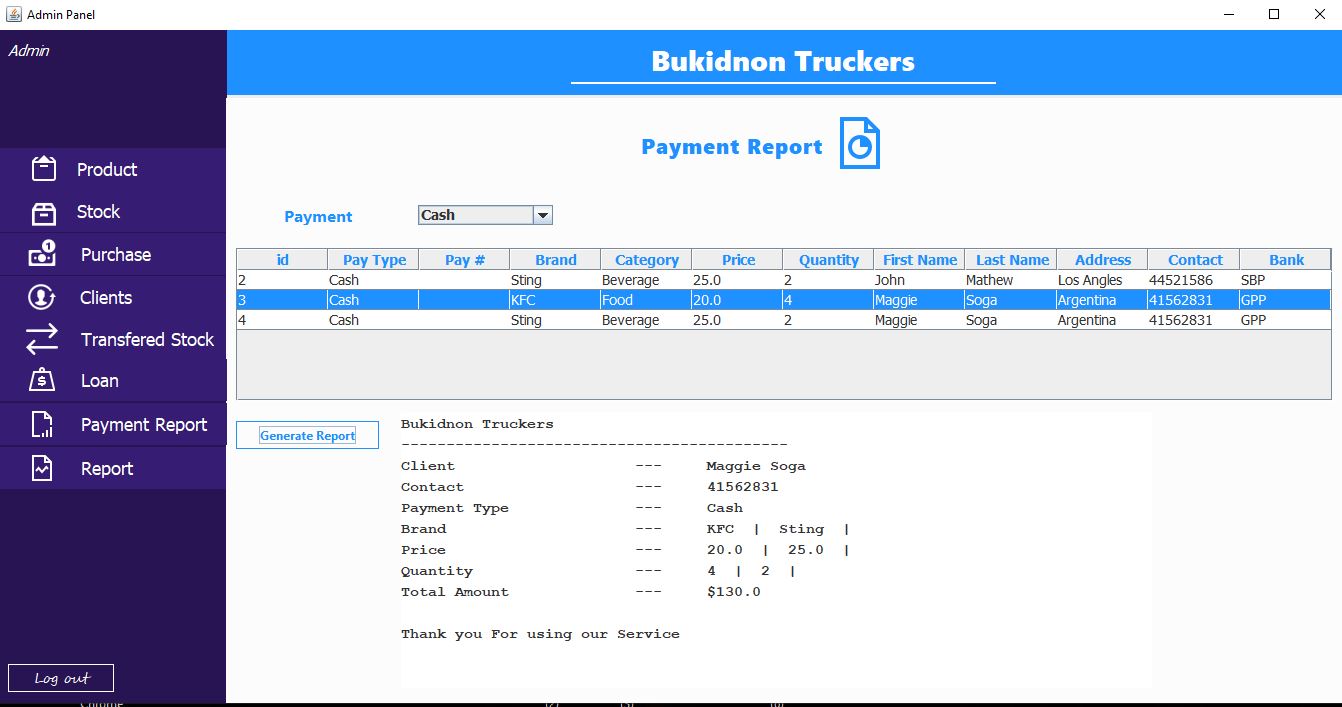 Admin Panel
Admin
Bukidnon Truckers
Payment Report
Product
Stock
Purchase
1
Clients
Transfered Stock
Loan
$
Payment Report
Report
Log out
Payment Cash
id Pay Type Pay # Brand Category Price Quantity First Name Last Name Address Contact Bank
2 Cash Sting Beverage 25.0 2 John Mathew Los Angles 44521586 SBP
3 Cash KFC Food 20.0 4 Maggie Soga Argentina 41562831 GPP
4 Cash Sting Beverage 25.0 2 Maggie Soga Argentina 41562831 GPP
Generate Report
Bukidnon Truckers
-------------------------------------------
Client --- Maggie Soga
Contact --- 41562831
Payment Type --- Cash
Brand --- KFC | Sting |
Price --- 20.0 | 25.0 |
Quantity --- 4 | 2 |
Total Amount --- $130.0
Thank you For using our Service